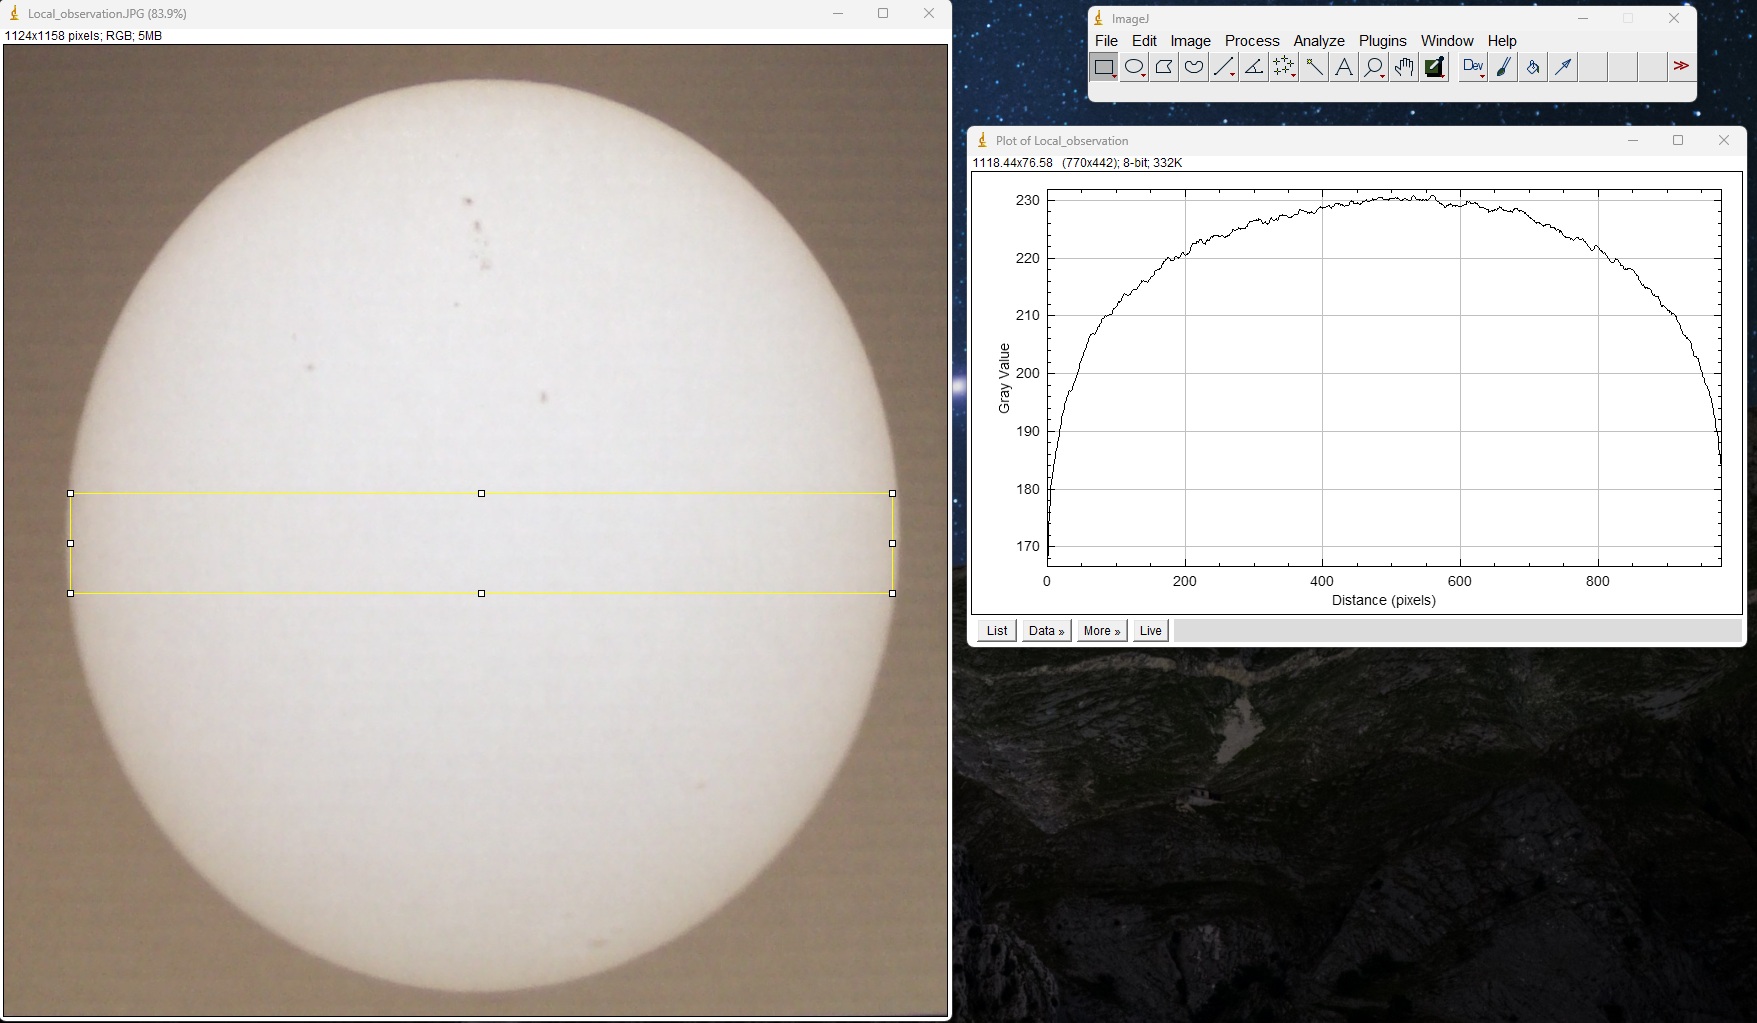 Local_observation.JPG (83.9%)
1124x1158 pixels; RGB; 5MB
ImageJ
File Edit Image Process Analyze Plugins Window Help
Dev
Plot of Local_observation
1118.44x76.58 (770x442); 8-bit; 332K
230
220
210
200
190
180
170
Gray Value
0 200 400 600 800
Distance (pixels)
List Data » More » Live